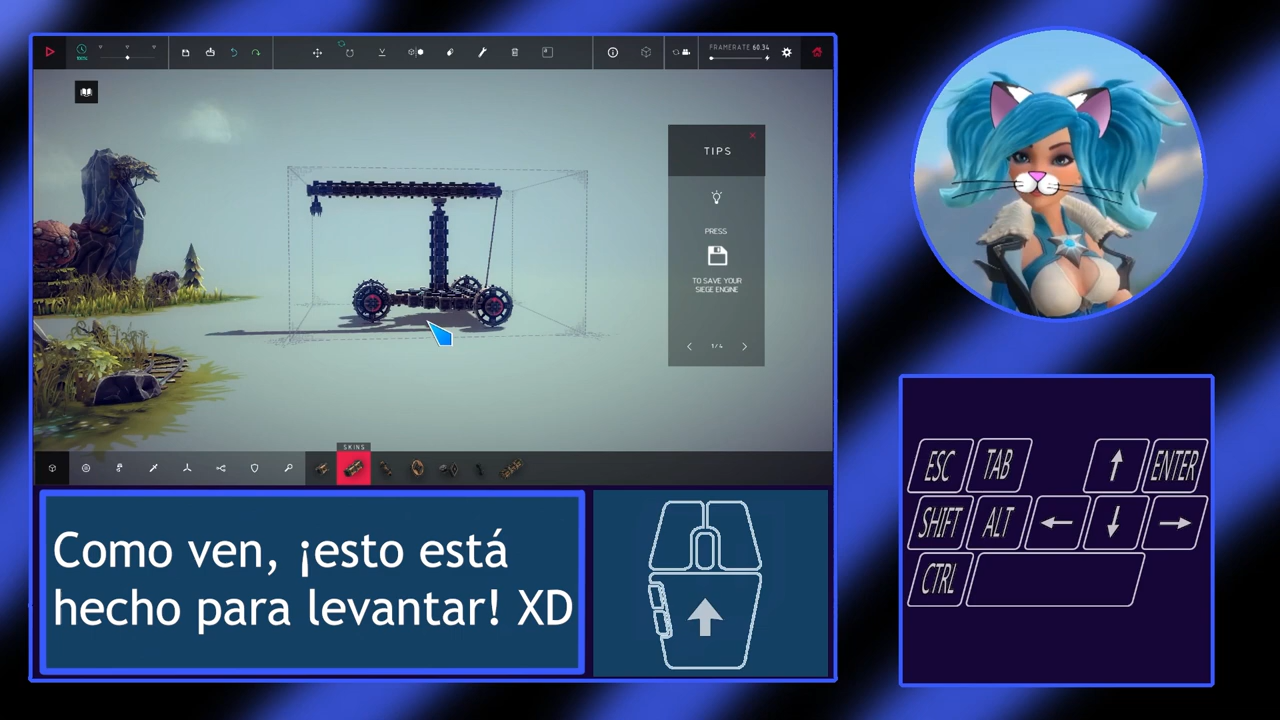 100%
FRAMERATE 60.34
TIPS
PRESS
TO SAVE YOUR
SIEGE ENGINE
1/4
SKINS
Como ven, ¡esto está
hecho para levantar! XD
ESC TAB ENTER
SHIFT ALT
CTRL